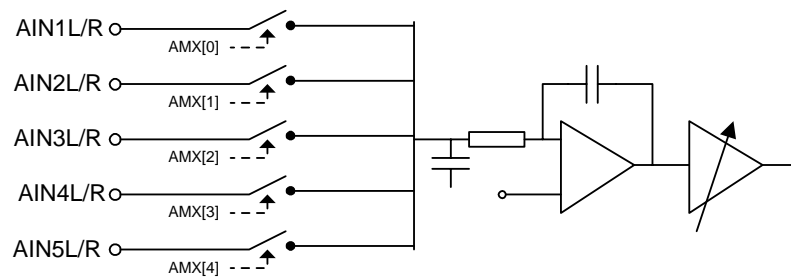 AIN1L/R
AMX[0]
AIN2L/R
AMX[1]
AIN3L/R
AMX[2]
AIN4L/R
AMX[3]
AIN5L/R
AMX[4]